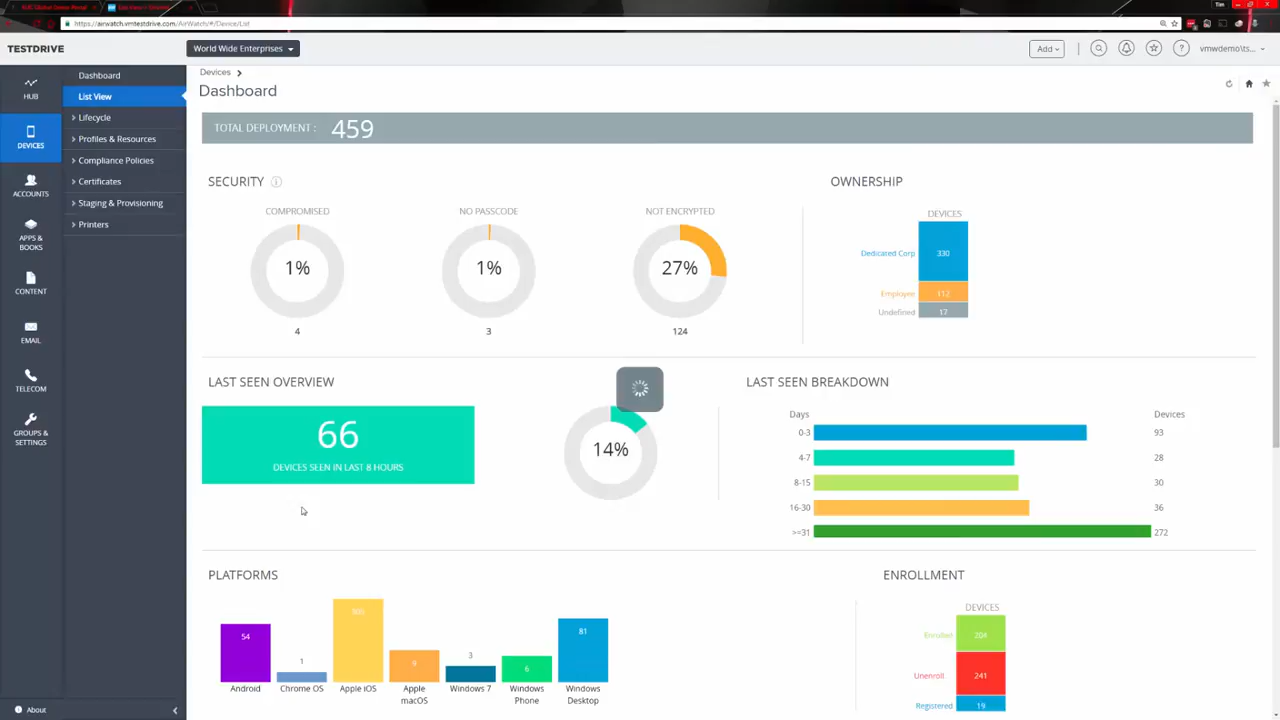 https://airwatch.vmtestdrive.com/AirWatch/#/Device/List
Tim
TESTDRIVE
World Wide Enterprises
Add
vmwdemo\ts...
HUB
DEVICES
ACCOUNTS
APPS &
BOOKS
CONTENT
EMAIL
TELECOM
GROUPS &
SETTINGS
Dashboard
List View
Lifecycle
Profiles & Resources
Compliance Policies
Certificates
Staging & Provisioning
Printers
About
Devices
Dashboard
TOTAL DEPLOYMENT : 459
SECURITY
COMPROMISED
1%
4
NO PASSCODE
1%
3
NOT ENCRYPTED
27%
124
OWNERSHIP
DEVICES
Dedicated Corp 330
Employee 112
Undefined 17
LAST SEEN OVERVIEW
66
DEVICES SEEN IN LAST 8 HOURS
14%
LAST SEEN BREAKDOWN
Days Devices
0-3 93
4-7 28
8-15 30
16-30 36
>=31 272
PLATFORMS
54
Android
1
Chrome OS
Apple iOS
9
Apple
macOS
3
Windows 7
6
Windows
Phone
81
Windows
Desktop
ENROLLMENT
DEVICES
Enrolled 204
Unenroll 241
Registered 19